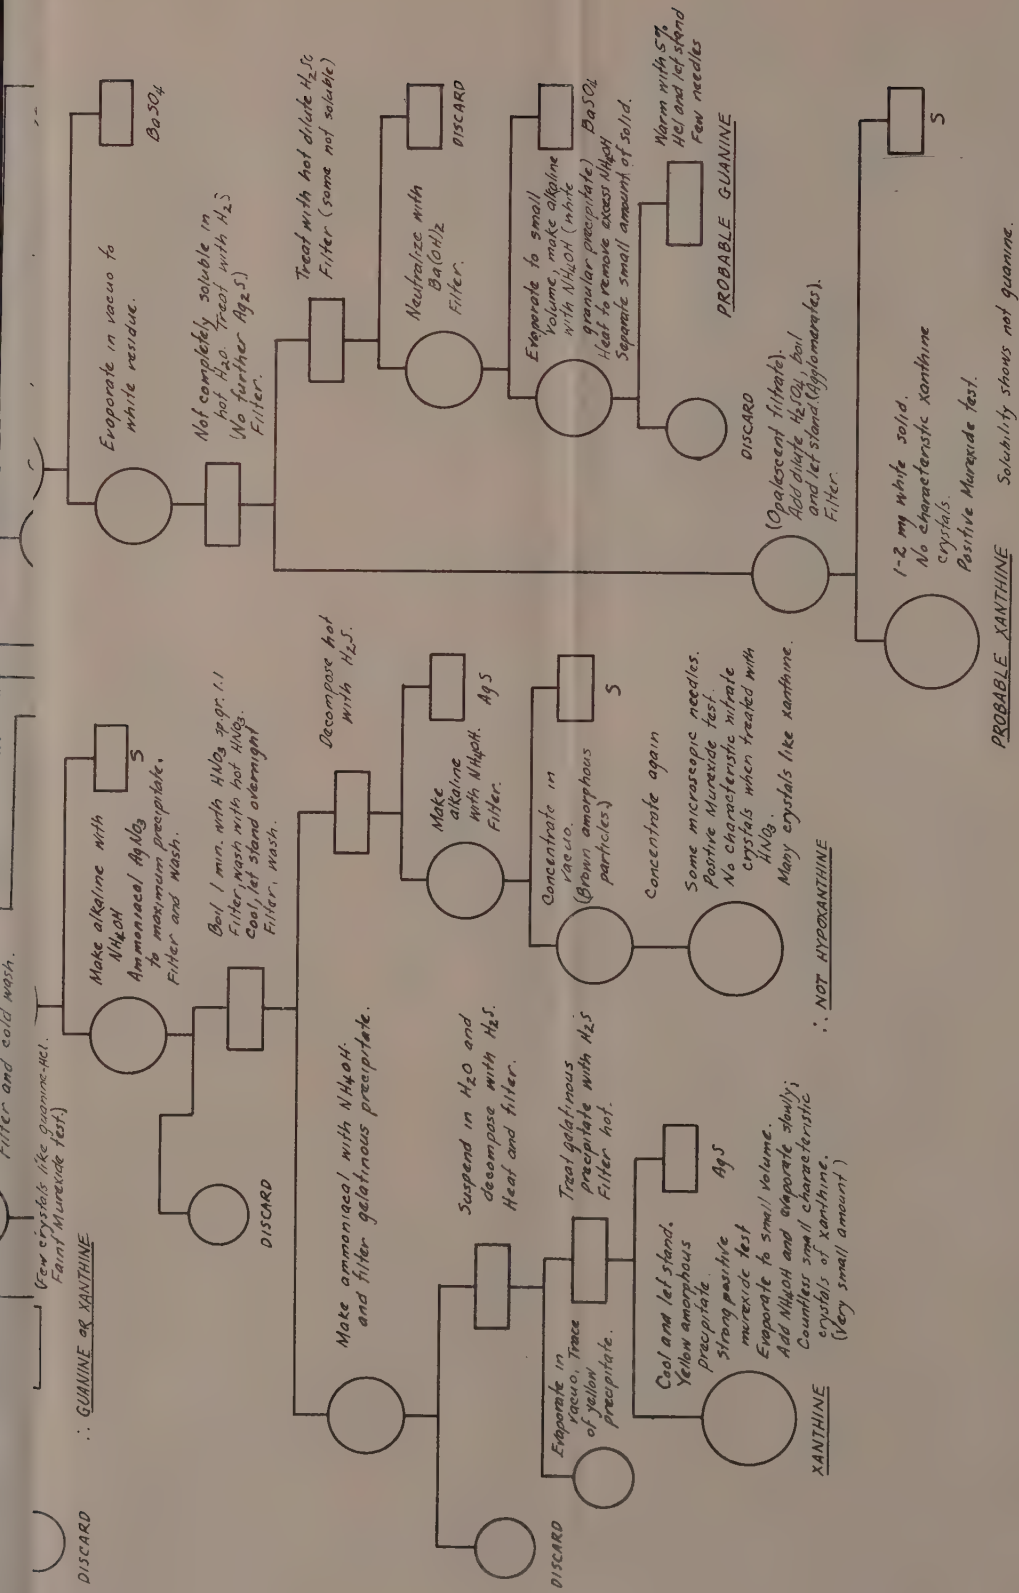 Filter and cold wash.
(Few crystals like guanine-HCl.
Faint Murexide test.)
∴ GUANINE OR XANTHINE
DISCARD
Make alkaline with
NH4OH
Ammoniacal AgNO3
to maximum precipitate.
Filter and wash.
S
DISCARD
Boil 1 min. with HNO3 sp.gr. 1.1
Filter, wash with hot HNO3.
Cool, let stand overnight
Filter, wash.
Make ammoniacal with NH4OH.
and filter gelatinous precipitate.
DISCARD
Suspend in H2O and
decompose with H2S.
Heat and filter.
Evaporate in
vacuo. Trace
of yellow
precipitate.
Treat gelatinous
precipitate with H2S
Filter hot.
AgS
Cool and let stand.
Yellow amorphous
precipitate.
Strong positive
murexide test
Evaporate to small volume.
Add NH4OH and evaporate slowly;
Countless small characteristic
crystals of xanthine.
(Very small amount)
XANTHINE
Decompose hot
with H2S.
Make
alkaline
with NH4OH.
Filter.
AgS
Concentrate in
vacuo.
(Brown amorphous
particles.)
S
Concentrate again
Some microscopic needles.
Positive Murexide test.
No characteristic nitrate
crystals when treated with
HNO3.
Many crystals like xanthine.
∴ NOT HYPOXANTHINE
BaSO4
Evaporate in vacuo to
white residue.
Not completely soluble in
hot H2O. Treat with H2S
(No further Ag2S)
Filter.
Treat with hot dilute H2SO
Filter (some not soluble)
Neutralize with
Ba(OH)2
Filter.
DISCARD
Evaporate to small
volume, make alkaline
with NH4OH (white
granular precipitate)
Heat to remove excess NH4OH
Separate small amount of solid.
BaSO4
DISCARD
Warm with 5%
HCl and let stand
Few needles
PROBABLE GUANINE
(Opalescent filtrate).
Add dilute H2SO4, boil
and let stand. (Agglomerates).
Filter.
S
1-2 mg white solid.
No characteristic xanthine
crystals.
Positive Murexide test.
PROBABLE XANTHINE Solubility shows not guanine.